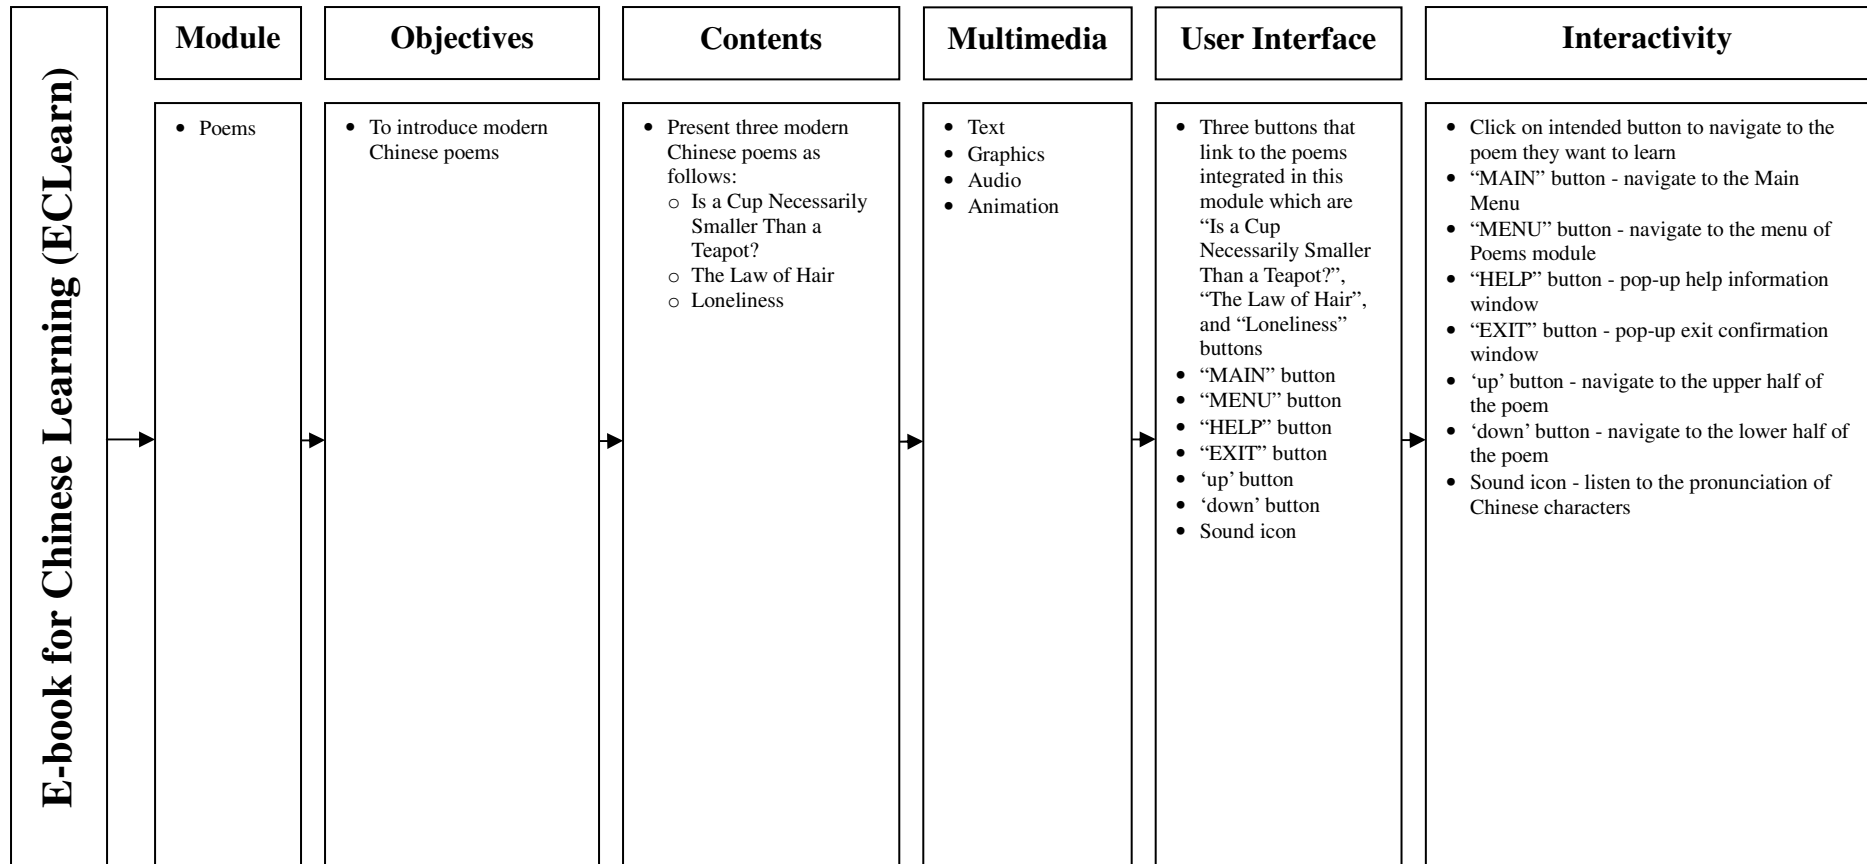 E-book for Chinese Learning (ECLearn)
Module
Objectives
Contents
Multimedia
User Interface
Interactivity
• Poems
• To introduce modern
Chinese poems
• Present three modern
Chinese poems as
follows:
o Is a Cup Necessarily
Smaller Than a
Teapot?
o The Law of Hair
o Loneliness
• Text
• Graphics
• Audio
• Animation
• Three buttons that
link to the poems
integrated in this
module which are
“Is a Cup
Necessarily Smaller
Than a Teapot?”,
“The Law of Hair”,
and “Loneliness”
buttons
• “MAIN” button
• “MENU” button
• “HELP” button
• “EXIT” button
• ‘up’ button
• ‘down’ button
• Sound icon
• Click on intended button to navigate to the
poem they want to learn
• “MAIN” button - navigate to the Main
Menu
• “MENU” button - navigate to the menu of
Poems module
• “HELP” button - pop-up help information
window
• “EXIT” button - pop-up exit confirmation
window
• ‘up’ button - navigate to the upper half of
the poem
• ‘down’ button - navigate to the lower half of
the poem
• Sound icon - listen to the pronunciation of
Chinese characters